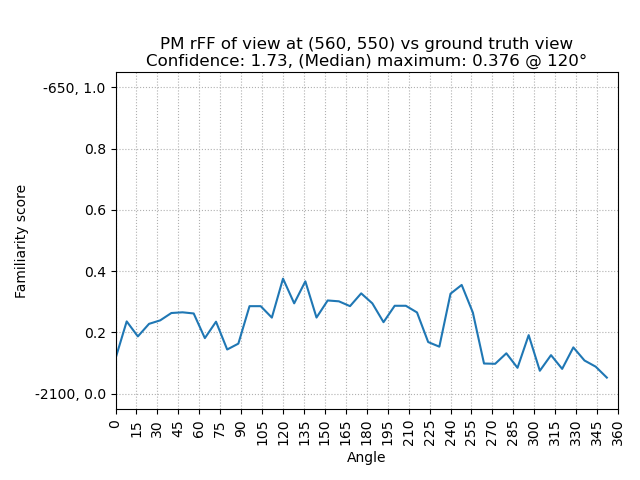 PM rFF of view at (560, 550) vs ground truth view
Confidence: 1.73, (Median) maximum: 0.376 @ 120°
-650, 1.0
0.8
0.6
0.4
0.2
-2100, 0.0
Familiarity score
0 15 30 45 60 75 90 105 120 135 150 165 180 195 210 225 240 255 270 285 300 315 330 345 360
Angle